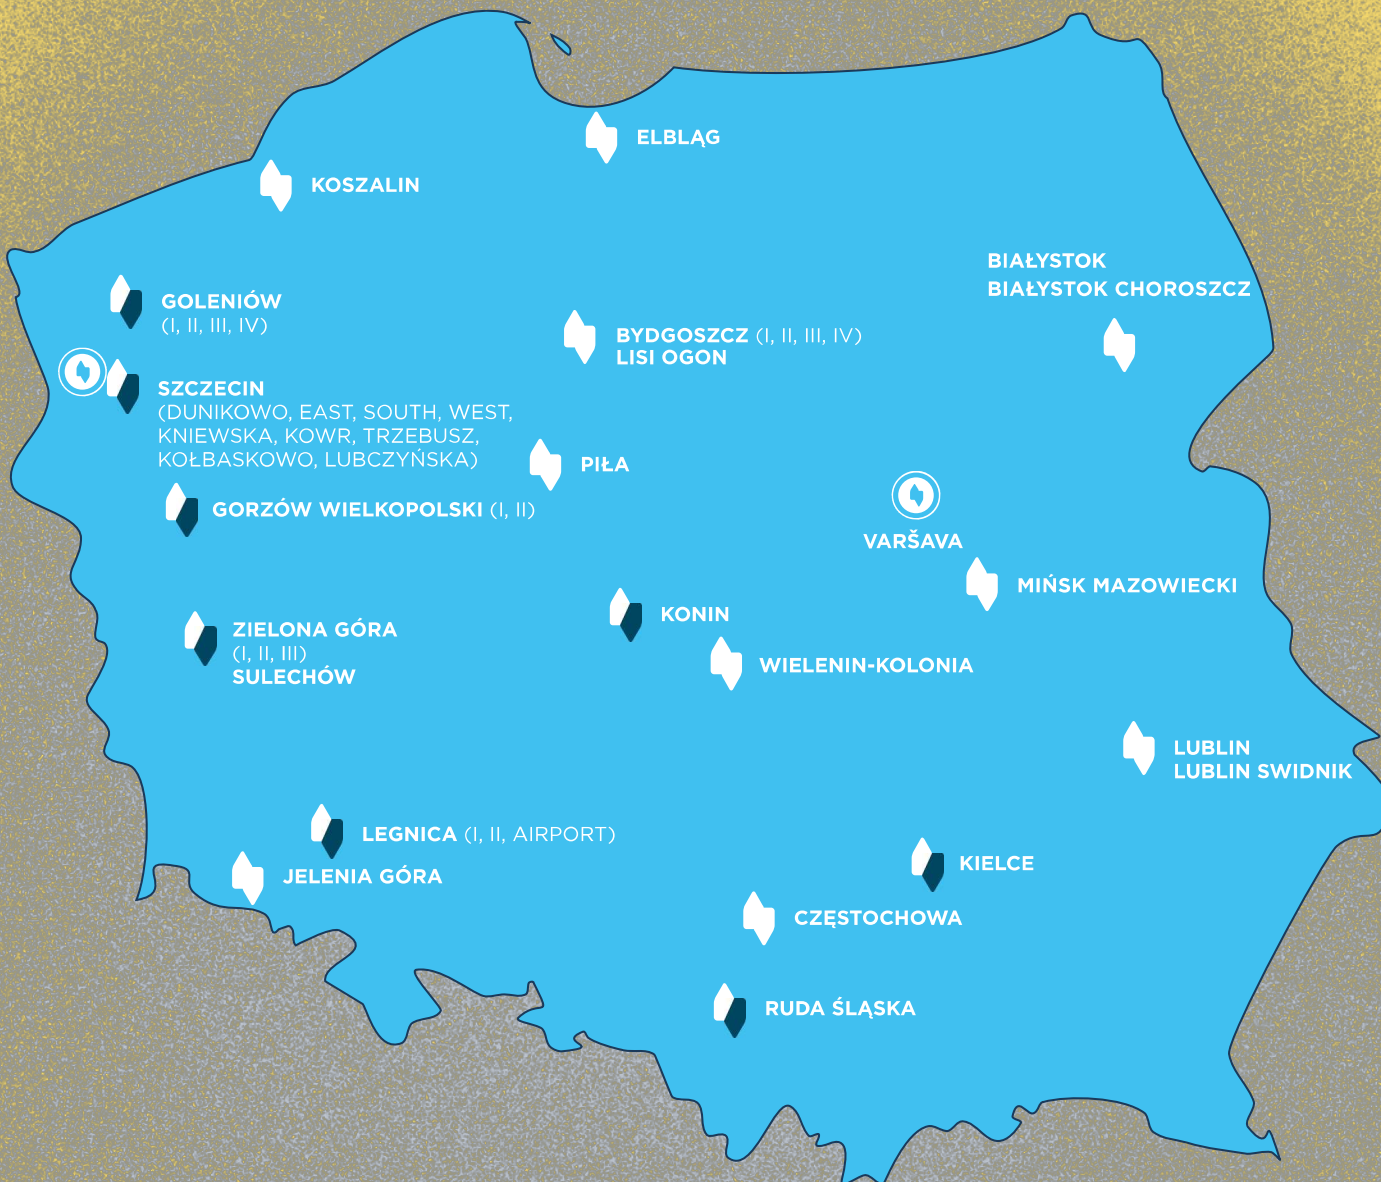 ELBLĄG
KOSZALIN
BIAŁYSTOK
BIAŁYSTOK CHOROSZCZ
GOLENIÓW
(I, II, III, IV)
BYDGOSZCZ (I, II, III, IV)
LISI OGON
SZCZECIN
(DUNIKOWO, EAST, SOUTH, WEST,
KNIEWSKA, KOWR, TRZEBUSZ,
KOŁBASKOWO, LUBCZYŃSKA)
PIŁA
GORZÓW WIELKOPOLSKI (I, II)
VARŠAVA
MIŃSK MAZOWIECKI
KONIN
ZIELONA GÓRA
(I, II, III)
SULECHÓW
WIELENIN-KOLONIA
LUBLIN
LUBLIN SWIDNIK
LEGNICA (I, II, AIRPORT)
JELENIA GÓRA
KIELCE
CZĘSTOCHOWA
RUDA ŚLĄSKA